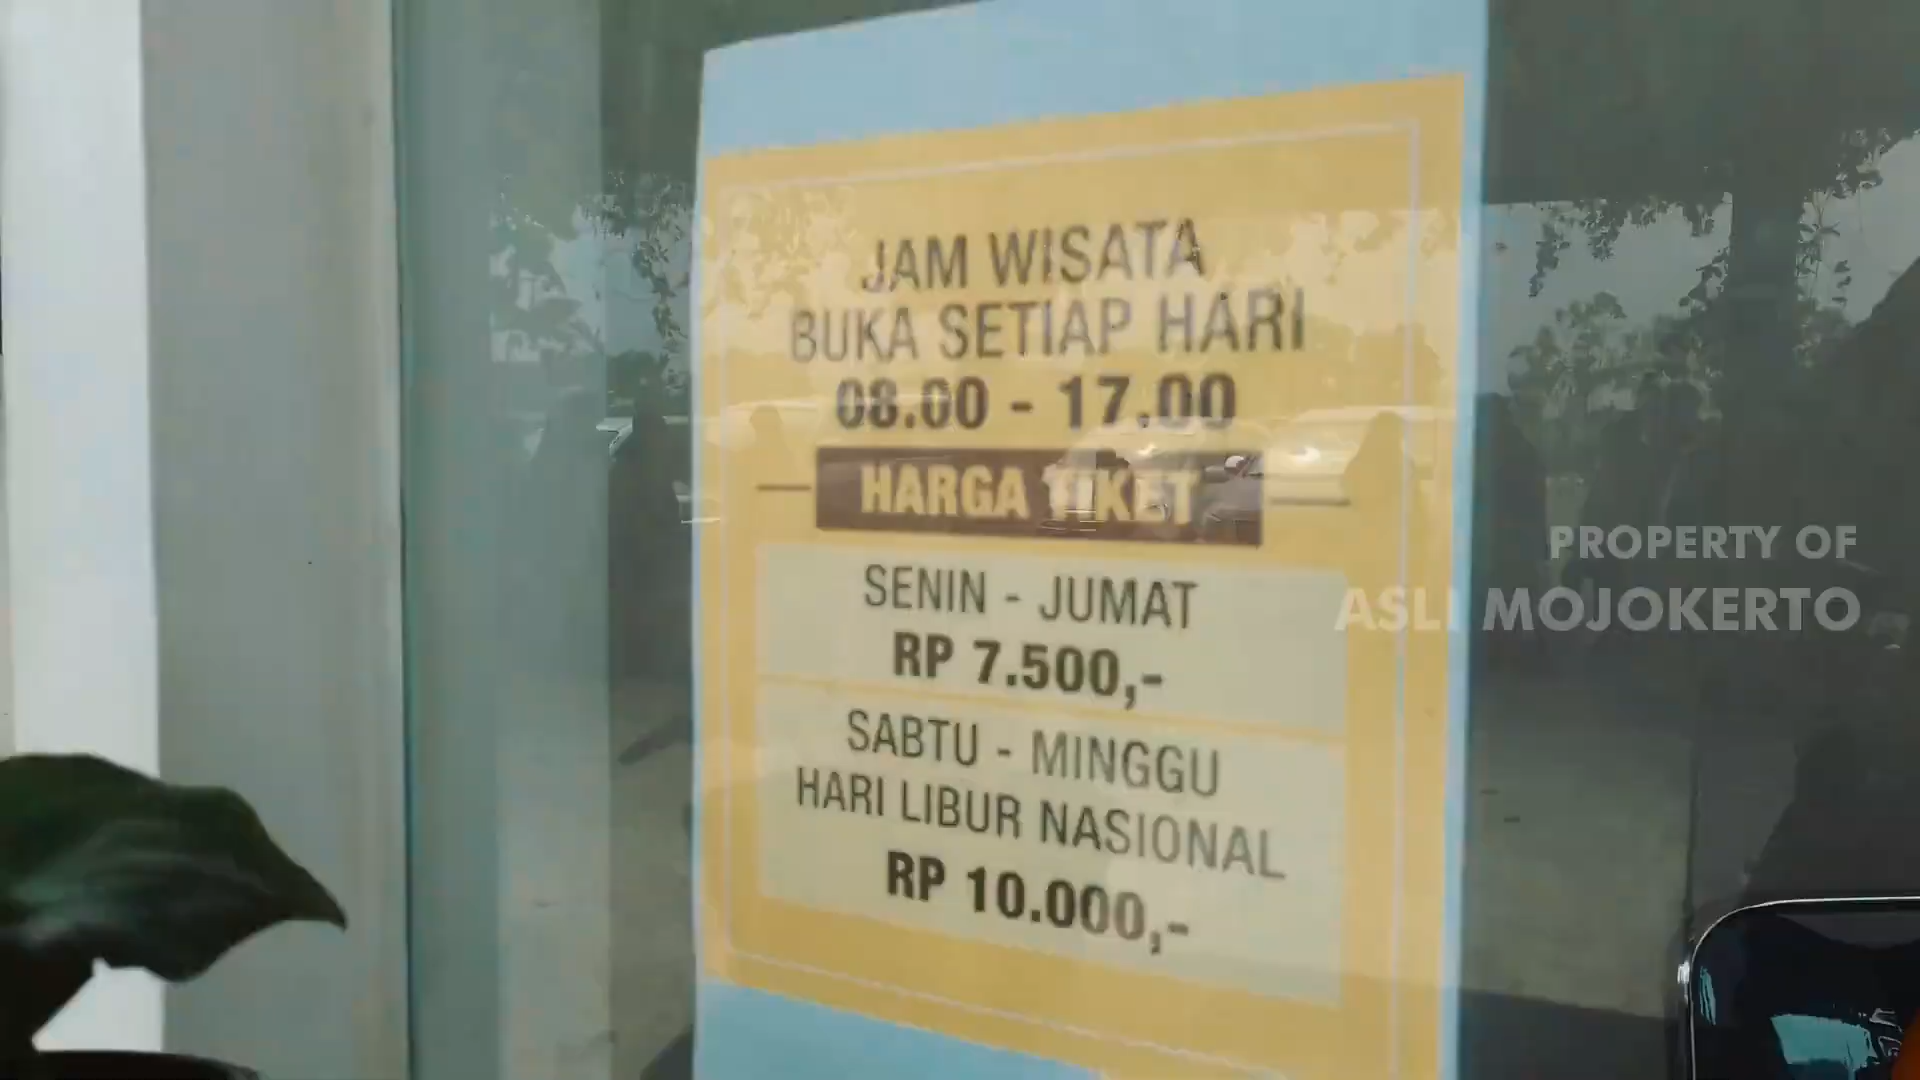 JAM WISATA
BUKA SETIAP HARI
08.00 - 17.00
HARGA TIKET
SENIN - JUMAT
RP 7.500,-
SABTU - MINGGU
HARI LIBUR NASIONAL
RP 10.000,-
PROPERTY OF
ASLI MOJOKERTO